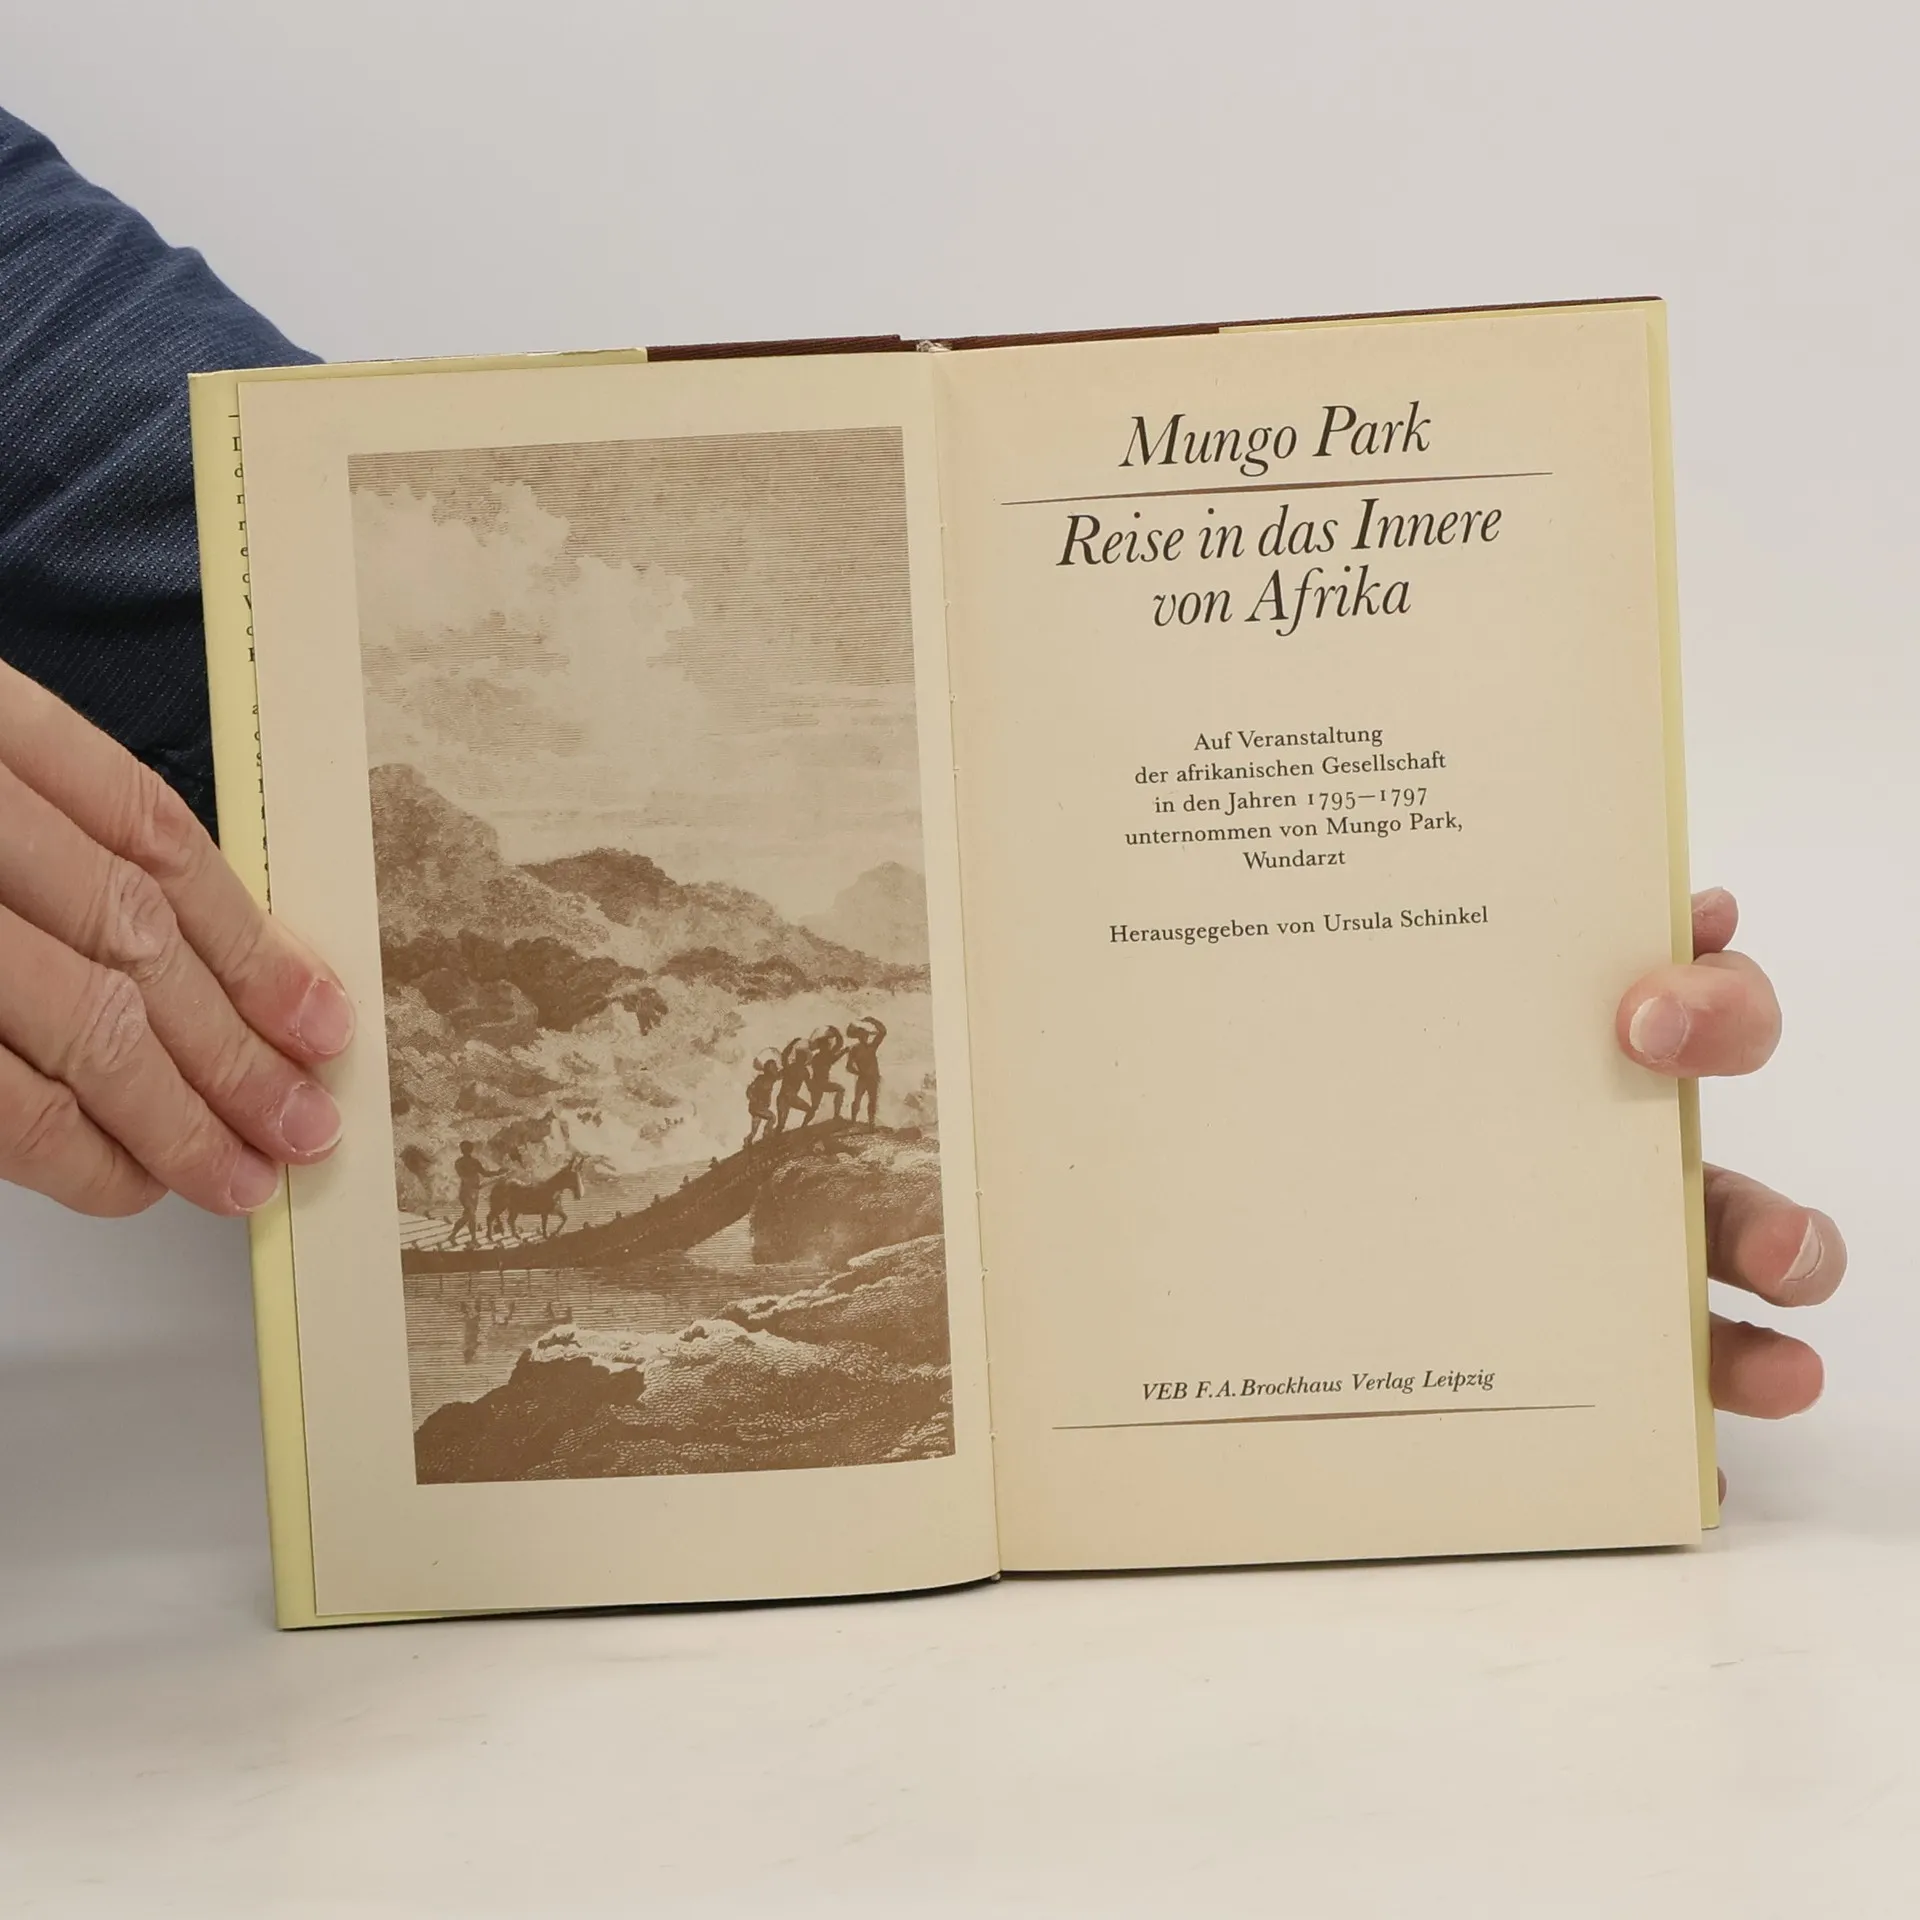 Mungo Park
Reise in das Innere
von Afrika
Auf Veranstaltung
der afrikanischen Gesellschaft
in den Jahren 1795—1797
unternommen von Mungo Park,
Wundarzt
Herausgegeben von Ursula Schinkel
VEB F.A. Brockhaus Verlag Leipzig